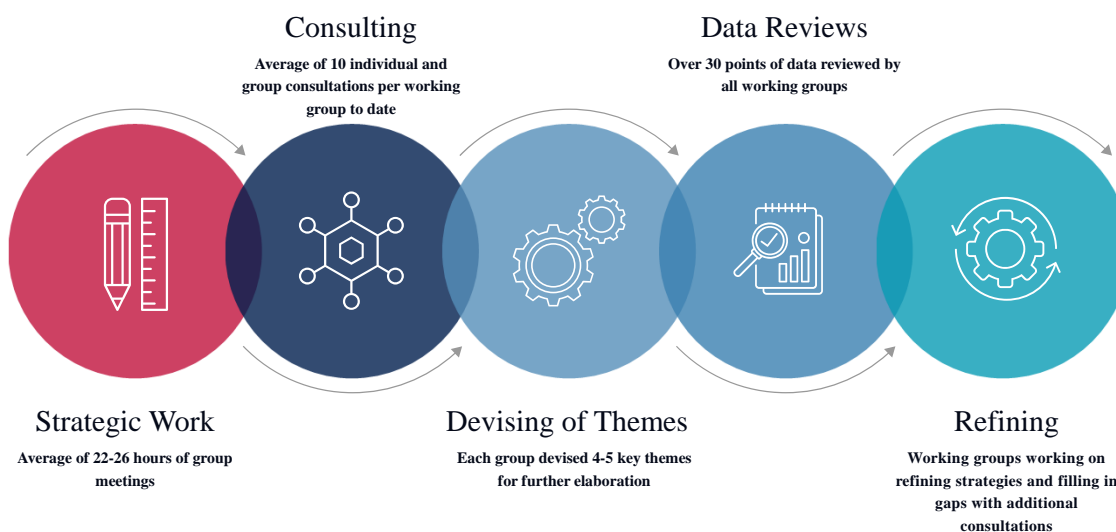 Consulting
Average of 10 individual and
group consultations per working
group to date
Data Reviews
Over 30 points of data reviewed by
all working groups
Strategic Work
Average of 22-26 hours of group
meetings
Devising of Themes
Each group devised 4-5 key themes
for further elaboration
Refining
Working groups working on
refining strategies and filling in
gaps with additional
consultations